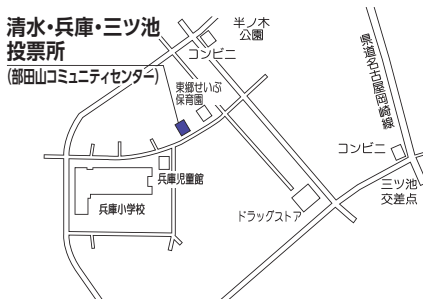 清水・兵庫・三ツ池
投票所
(部田山コミュニティセンター)
半ノ木
公園
コンビニ
東郷せいぶ
保育園
県道名古屋岡崎線
コンビニ
兵庫児童館
三ツ池
交差点
兵庫小学校
ドラッグストア